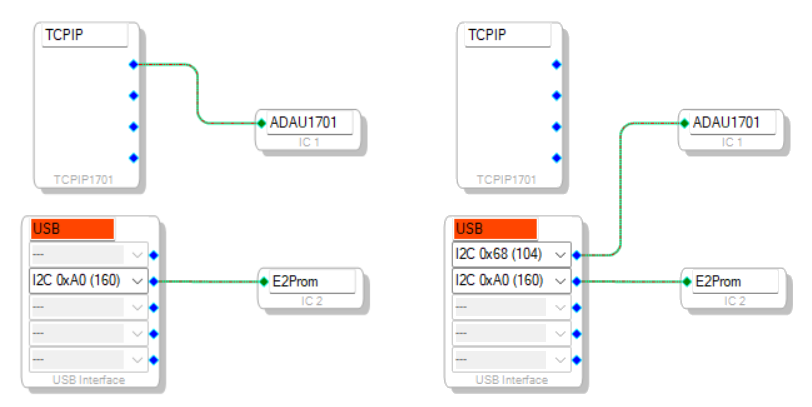 TCPIP
ADAU1701
IC 1
TCPIP1701
USB
---
I2C 0xA0 (160)
---
---
---
USB Interface
E2Prom
IC 2
TCPIP
ADAU1701
IC 1
TCPIP1701
USB
I2C 0x68 (104)
I2C 0xA0 (160)
---
---
---
USB Interface
E2Prom
IC 2